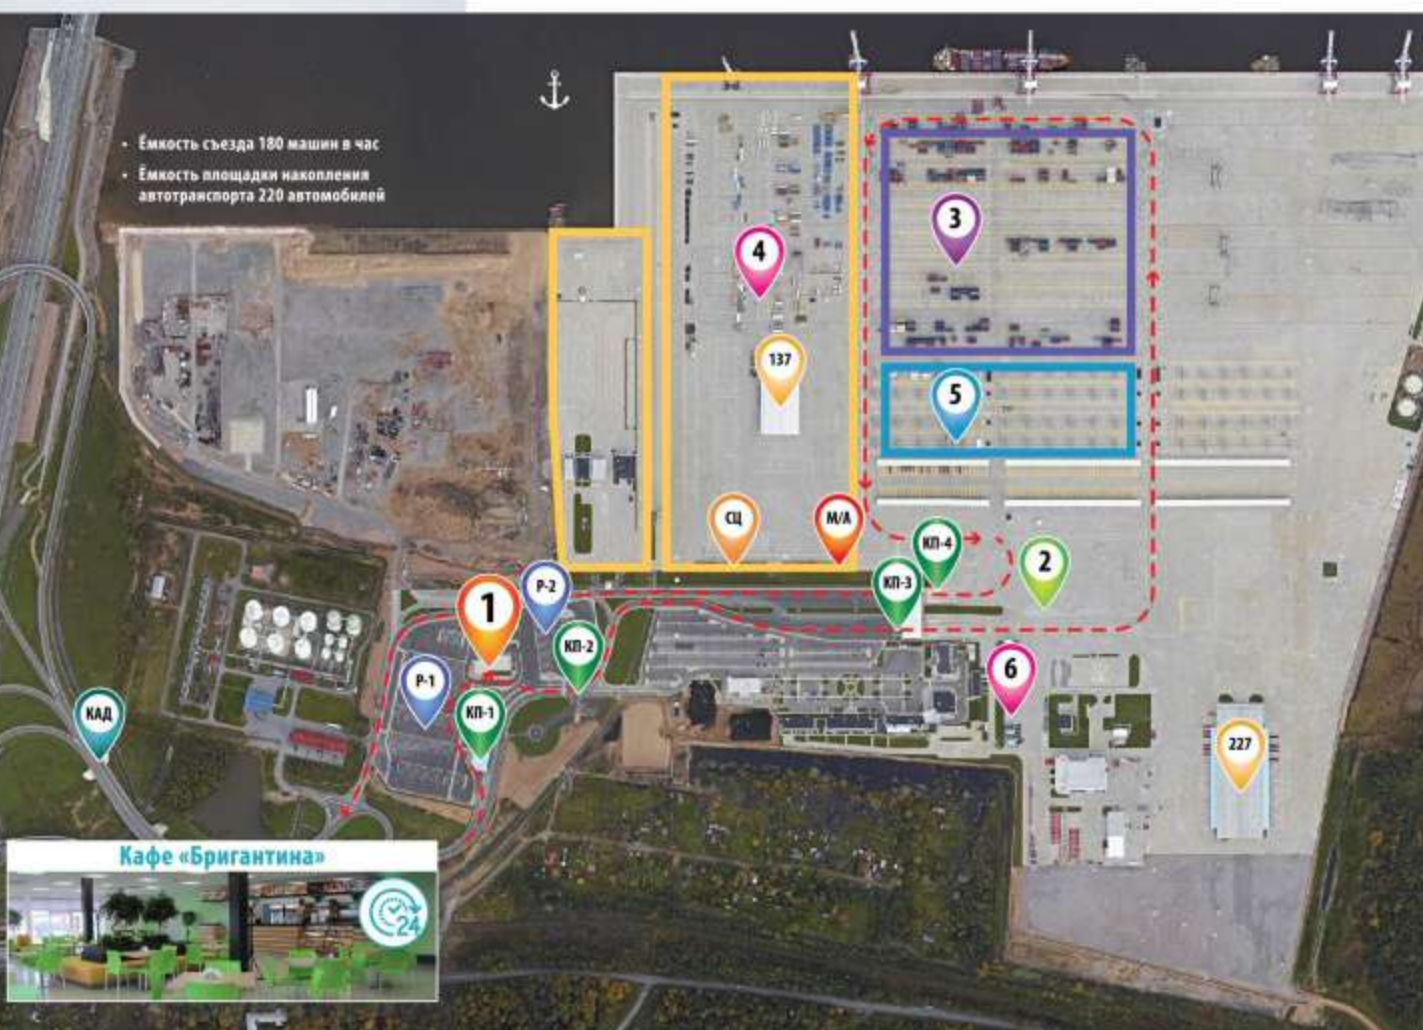 • Ёмкость съезда 180 машин в час
• Ёмкость площадки накопления
автотранспорта 220 автомобилей
3
4
137
5
СЦ
М/А
КП-4
КП-3
2
Р-2
1
КП-2
6
Р-1
КП-1
КАД
227
Кафе «Бригантина»
24